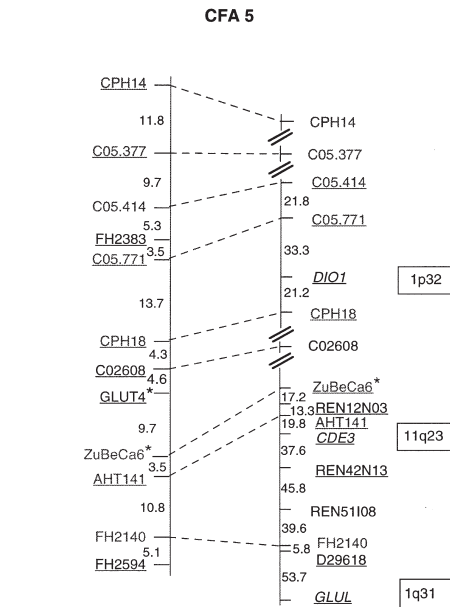 CFA 5
CPH14
11.8
C05.377
9.7
C05.414
5.3
FH2383
3.5
C05.771
13.7
CPH18
4.3
C02608
4.6
GLUT4*
9.7
ZuBeCa6*
3.5
AHT141
10.8
FH2140
5.1
FH2594
CPH14
C05.377
C05.414
21.8
C05.771
33.3
DIO1
1p32
21.2
CPH18
C02608
ZuBeCa6*
17.2
13.3 REN12N03
19.8 AHT141
CDE3
11q23
37.6
REN42N13
45.8
REN51I08
39.6
FH2140
5.8
D29618
53.7
GLUL
1q31